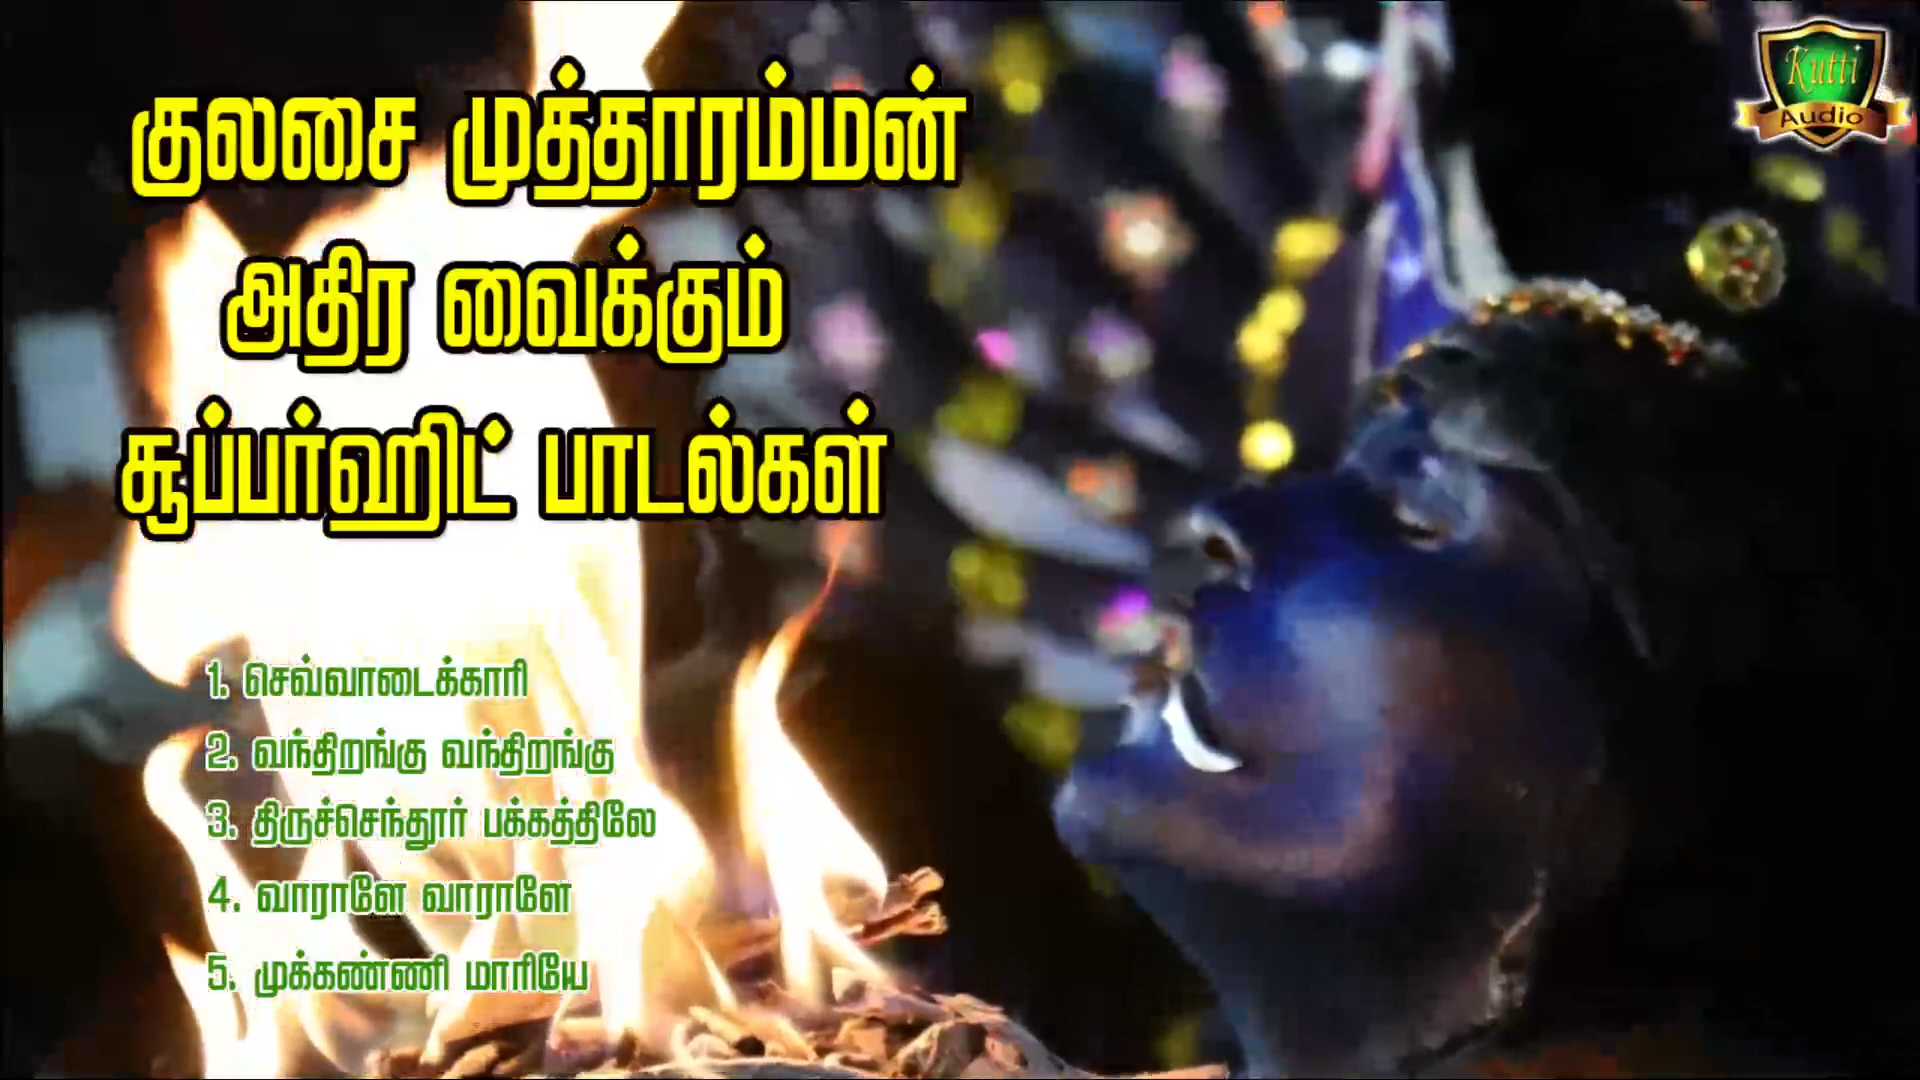 குலசை முத்தாரம்மன்
அதிர வைக்கும்
சூப்பர்ஹிட் பாடல்கள்
1. செவ்வாடைக்காரி
2. வந்திறங்கு வந்திறங்கு
3. திருச்செந்தூர் பக்கத்திலே
4. வாராளே வாராளே
5. முக்கண்ணி மாரியே
Kutti
Audio